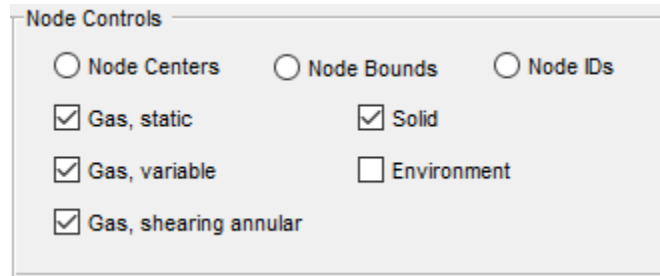 Node Controls
Node Centers Node Bounds Node IDs
Gas, static Solid
Gas, variable Environment
Gas, shearing annular